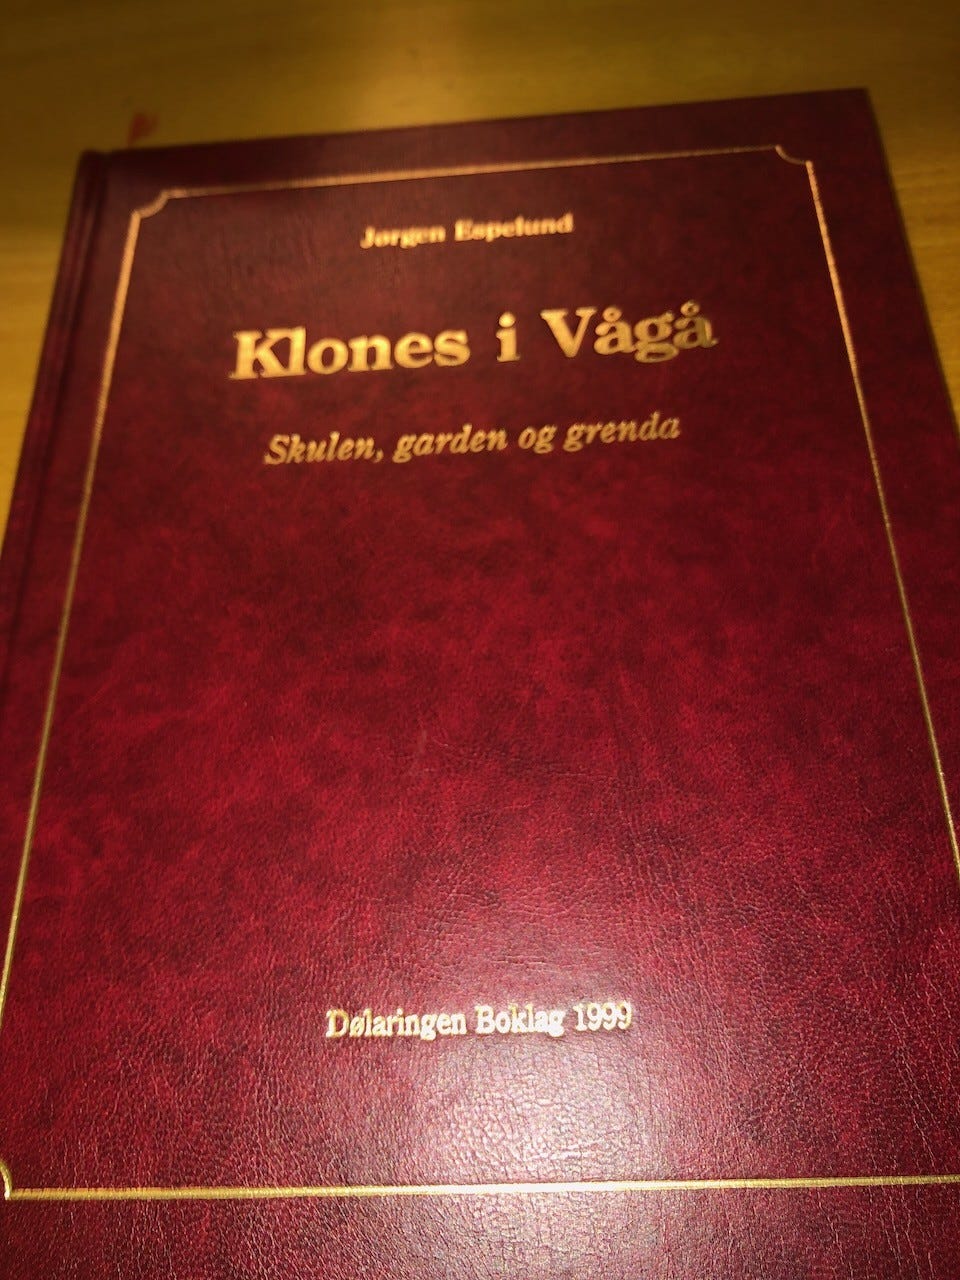 Jørgen Espelund
Klones i Vågå
Skulen, garden og grenda
Dølaringen Boklag 1999